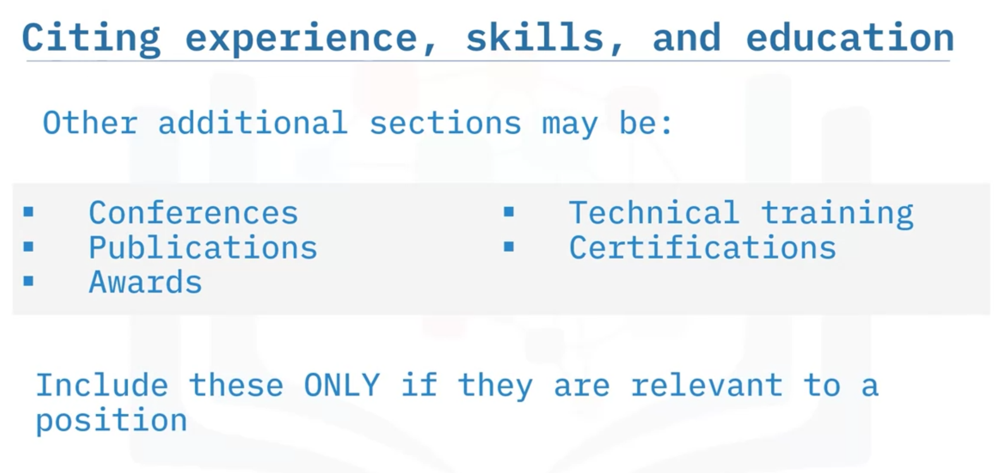 Citing experience, skills, and education
Other additional sections may be:
▪ Conferences
▪ Publications
▪ Awards
▪ Technical training
▪ Certifications
Include these ONLY if they are relevant to a
position